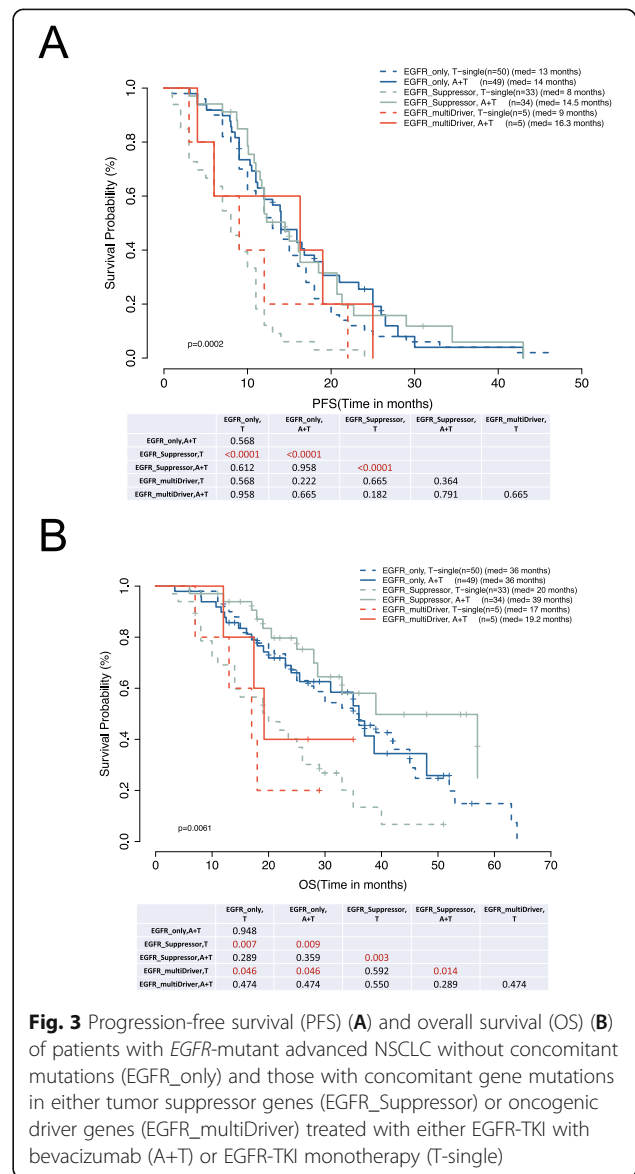 A
EGFR_only, T-single(n=50) (med= 13 months)
EGFR_only, A+T (n=49) (med= 14 months)
EGFR_Suppressor, T-single(n=33) (med= 8 months)
EGFR_Suppressor, A+T (n=34) (med= 14.5 months)
EGFR_multiDriver, T-single(n=5) (med= 9 months)
EGFR_multiDriver, A+T (n=5) (med= 16.3 months)
Survival Probability (%)
1.0
0.8
0.6
0.4
0.2
0.0
p=0.0002
0 10 20 30 40 50
PFS(Time in months)
EGFR_only, T EGFR_only, A+T EGFR_Suppressor, T EGFR_Suppressor, A+T EGFR_multiDriver, T
EGFR_only,A+T 0.568
EGFR_Suppressor,T <0.0001 <0.0001
EGFR_Suppressor,A+T 0.612 0.958 <0.0001
EGFR_multiDriver,T 0.568 0.222 0.665 0.364
EGFR_multiDriver,A+T 0.958 0.665 0.182 0.791 0.665
B
EGFR_only, T-single(n=50) (med= 36 months)
EGFR_only, A+T (n=49) (med= 36 months)
EGFR_Suppressor, T-single(n=33) (med= 20 months)
EGFR_Suppressor, A+T (n=34) (med= 39 months)
EGFR_multiDriver, T-single(n=5) (med= 17 months)
EGFR_multiDriver, A+T (n=5) (med= 19.2 months)
Survival Probability (%)
1.0
0.8
0.6
0.4
0.2
0.0
p=0.0061
0 10 20 30 40 50 60 70
OS(Time in months)
EGFR_only, T EGFR_only, A+T EGFR_Suppressor, T EGFR_Suppressor, A+T EGFR_multiDriver, T
EGFR_only,A+T 0.948
EGFR_Suppressor,T 0.007 0.009
EGFR_Suppressor,A+T 0.289 0.359 0.003
EGFR_multiDriver,T 0.046 0.046 0.592 0.014
EGFR_multiDriver,A+T 0.474 0.474 0.550 0.289 0.474
Fig. 3 Progression-free survival (PFS) (A) and overall survival (OS) (B)
of patients with EGFR-mutant advanced NSCLC without concomitant
mutations (EGFR_only) and those with concomitant gene mutations
in either tumor suppressor genes (EGFR_Suppressor) or oncogenic
driver genes (EGFR_multiDriver) treated with either EGFR-TKI with
bevacizumab (A+T) or EGFR-TKI monotherapy (T-single)